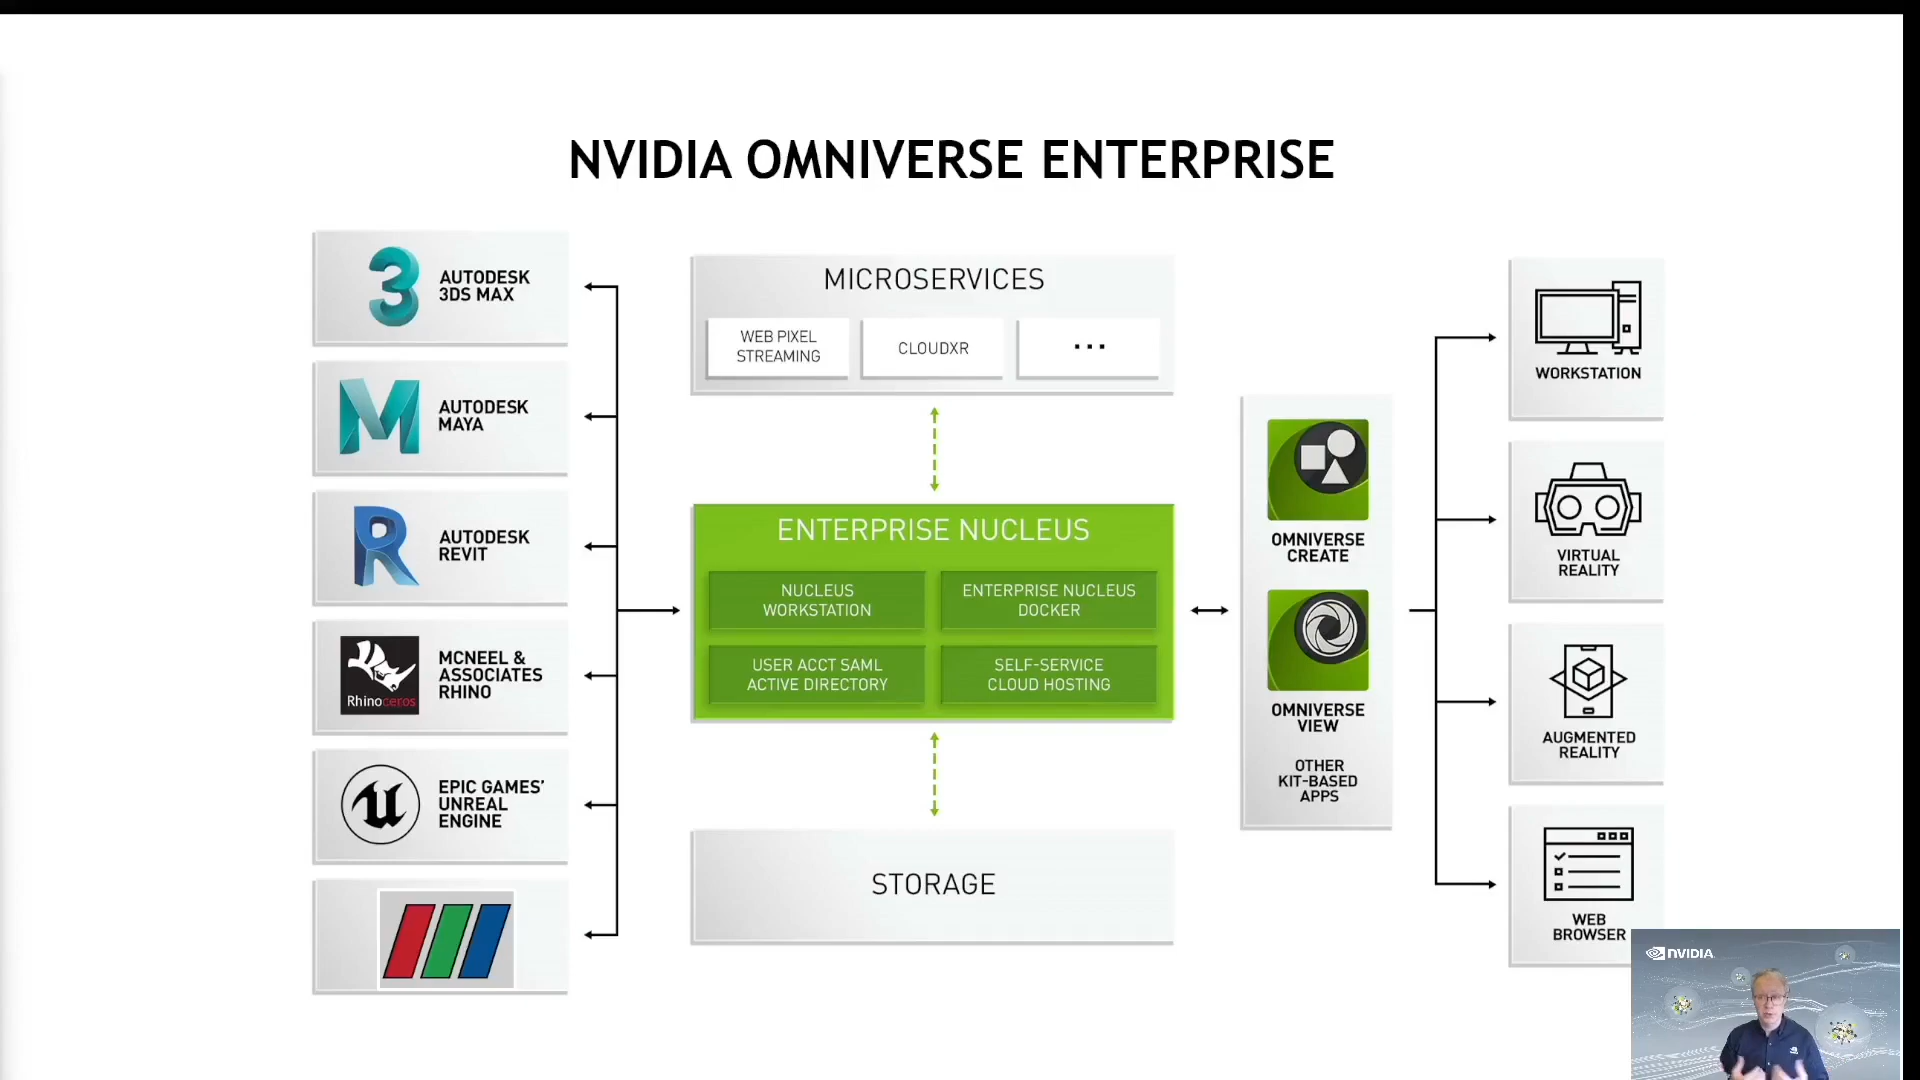 NVIDIA OMNIVERSE ENTERPRISE
AUTODESK
3DS MAX
AUTODESK
MAYA
AUTODESK
REVIT
Rhinoceros
MCNEEL &
ASSOCIATES
RHINO
EPIC GAMES'
UNREAL
ENGINE
MICROSERVICES
WEB PIXEL
STREAMING
CLOUDXR
...
ENTERPRISE NUCLEUS
NUCLEUS
WORKSTATION
ENTERPRISE NUCLEUS
DOCKER
USER ACCT SAML
ACTIVE DIRECTORY
SELF-SERVICE
CLOUD HOSTING
STORAGE
OMNIVERSE
CREATE
OMNIVERSE
VIEW
OTHER
KIT-BASED
APPS
WORKSTATION
VIRTUAL
REALITY
AUGMENTED
REALITY
WEB
BROWSER
NVIDIA